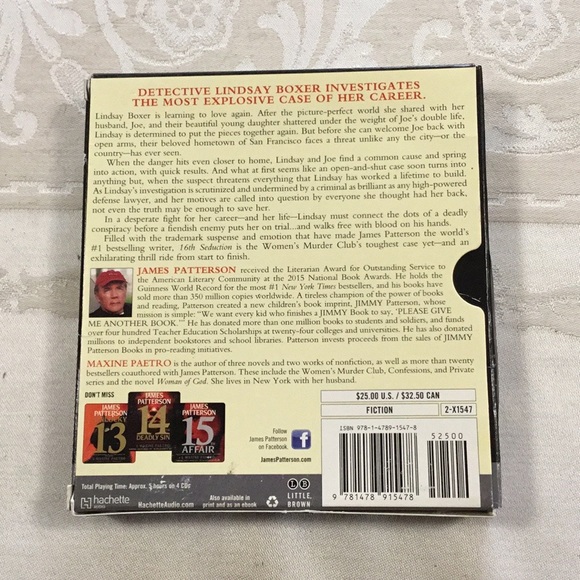 DETECTIVE LINDSAY BOXER INVESTIGATES
THE MOST EXPLOSIVE CASE OF HER CAREER.
Lindsay Boxer is learning to love again. After the picture-perfect world she shared with her
husband, Joe, and their beautiful young daughter shattered under the weight of Joe's double life,
Lindsay is determined to put the pieces together again. But before she can welcome Joe back with
open arms, their beloved hometown of San Francisco faces a threat unlike any the city—or the
country—has ever seen.
When the danger hits even closer to home, Lindsay and Joe find a common cause and spring
into action, with quick results. And what at first seems like an open-and-shut case soon turns into
anything but, when the suspect threatens everything that Lindsay has worked a lifetime to build.
As Lindsay's investigation is scrutinized and undermined by a criminal as brilliant as any high-powered
defense lawyer, and her motives are called into question by everyone she thought had her back,
not even the truth may be enough to save her.
In a desperate fight for her career—and her life—Lindsay must connect the dots of a deadly
conspiracy before a fiendish enemy puts her on trial...and walks free with blood on his hands.
Filled with the trademark suspense and emotion that have made James Patterson the world's
#1 bestselling writer, 16th Seduction is the Women's Murder Club's toughest case yet—and an
exhilarating thrill ride from start to finish.
JAMES PATTERSON received the Literarian Award for Outstanding Service to
the American Literary Community at the 2015 National Book Awards. He holds the
Guinness World Record for the most #1 New York Times bestsellers, and his books have
sold more than 350 million copies worldwide. A tireless champion of the power of books
and reading, Patterson created a new children's book imprint, JIMMY Patterson, whose
mission is simple: "We want every kid who finishes a JIMMY Book to say, 'PLEASE GIVE
ME ANOTHER BOOK.'" He has donated more than one million books to students and soldiers, and funds
over four hundred Teacher Education Scholarships at twenty-four colleges and universities. He has also donated
millions to independent bookstores and school libraries. Patterson invests proceeds from the sales of JIMMY
Patterson Books in pro-reading initiatives.
MAXINE PAETRO is the author of three novels and two works of nonfiction, as well as more than twenty
bestsellers coauthored with James Patterson. These include the Women's Murder Club, Confessions, and Private
series and the novel Woman of God. She lives in New York with her husband.
DON'T MISS
JAMES
PATTERSON
13
JAMES
PATTERSON
14
DEADLY SIN
JAMES
PATTERSON
15
AFFAIR
Follow
James Patterson
on Facebook.
f
JamesPatterson.com
$25.00 U.S. / $32.50 CAN
FICTION
2-X1547
ISBN 978-1-4789-1547-8
52500
9 781478 915478
Total Playing Time: Approx. 5 hours on 4 CDs
hachette
AUDIO
HachetteAudio.com
Also available in
print and as an ebook
L B
LITTLE,
BROWN